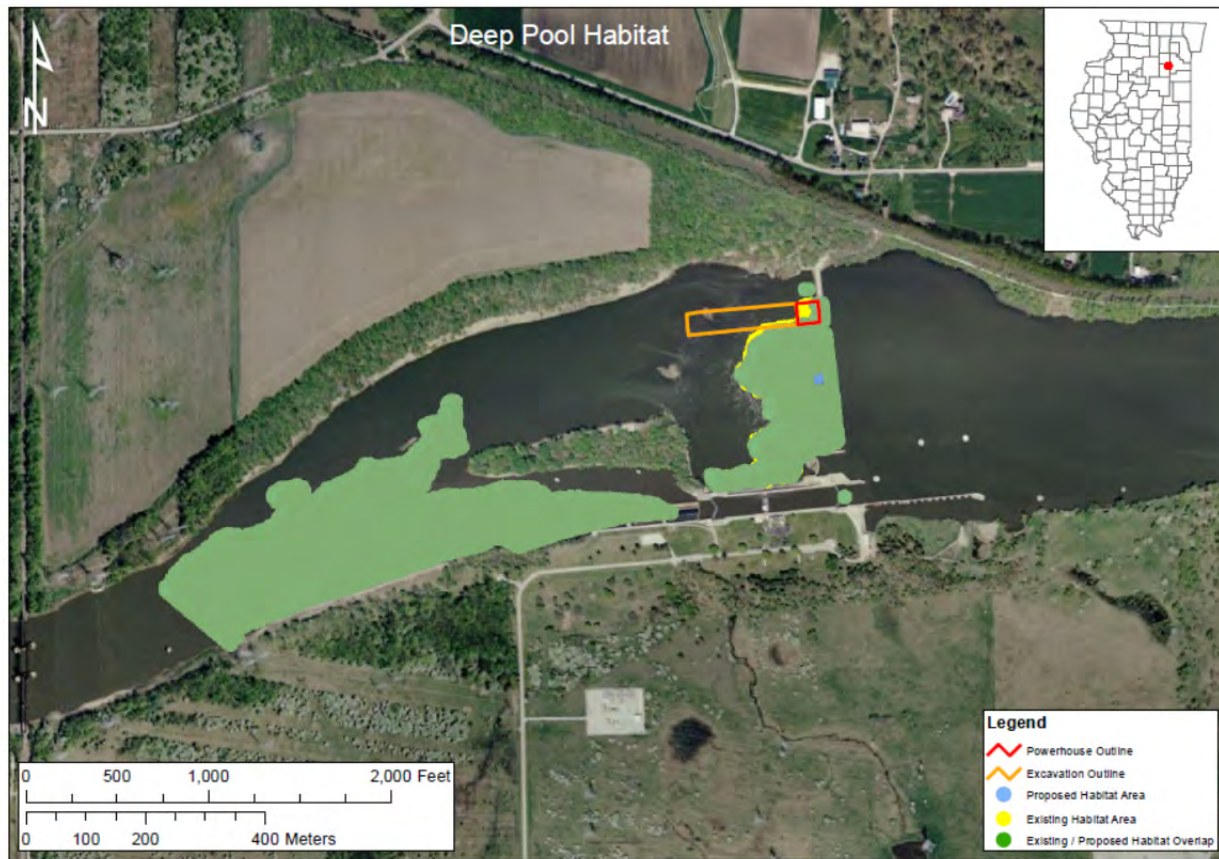 Deep Pool Habitat
N
Legend
Powerhouse Outline
Excavation Outline
Proposed Habitat Area
Existing Habitat Area
Existing / Proposed Habitat Overlap
0 500 1,000 2,000 Feet
0 100 200 400 Meters